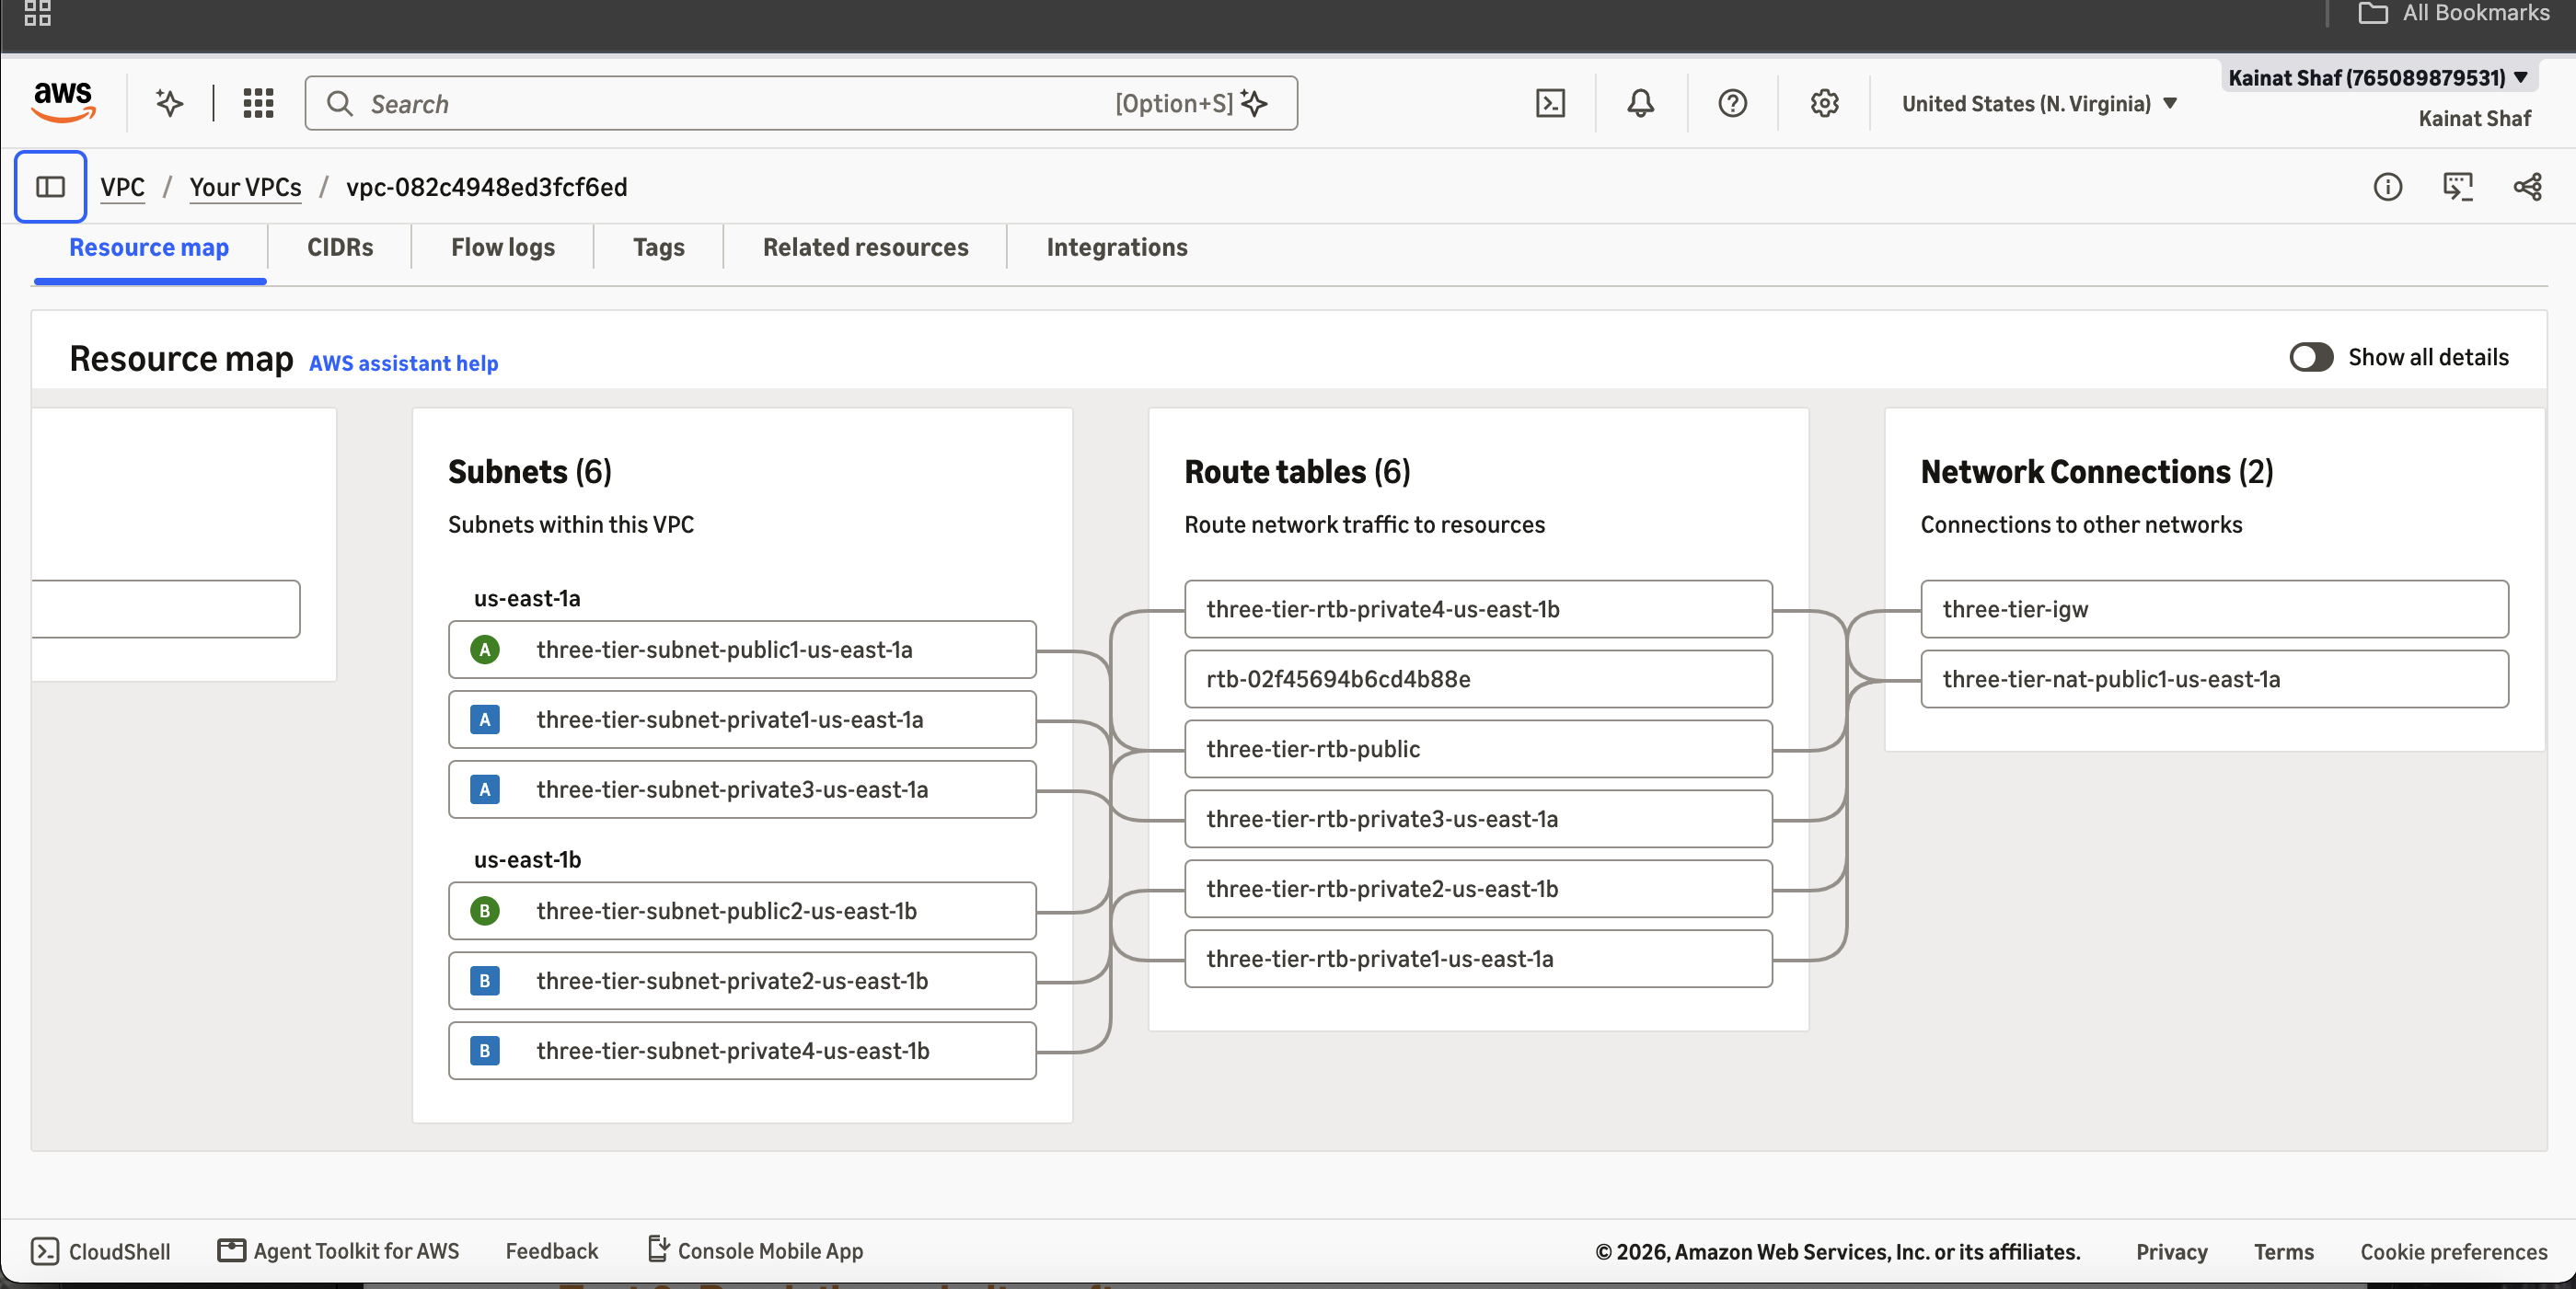 All Bookmarks
aws
Search
[Option+S]
United States (N. Virginia)
Kainat Shaf (765089879531)
Kainat Shaf
VPC / Your VPCs / vpc-082c4948ed3fcf6ed
Resource map
CIDRs
Flow logs
Tags
Related resources
Integrations
Resource map
AWS assistant help
Show all details
Subnets (6)
Subnets within this VPC
us-east-1a
A three-tier-subnet-public1-us-east-1a
A three-tier-subnet-private1-us-east-1a
A three-tier-subnet-private3-us-east-1a
us-east-1b
B three-tier-subnet-public2-us-east-1b
B three-tier-subnet-private2-us-east-1b
B three-tier-subnet-private4-us-east-1b
Route tables (6)
Route network traffic to resources
three-tier-rtb-private4-us-east-1b
rtb-02f45694b6cd4b88e
three-tier-rtb-public
three-tier-rtb-private3-us-east-1a
three-tier-rtb-private2-us-east-1b
three-tier-rtb-private1-us-east-1a
Network Connections (2)
Connections to other networks
three-tier-igw
three-tier-nat-public1-us-east-1a
CloudShell
Agent Toolkit for AWS
Feedback
Console Mobile App
© 2026, Amazon Web Services, Inc. or its affiliates.
Privacy
Terms
Cookie preferences